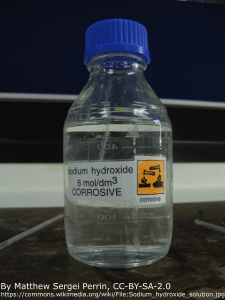 400
sodium hydroxide
6 mol/dm3
CORROSIVE
corrosive
By Matthew Sergei Perrin, CC-BY-SA-2.0
https://commons.wikimedia.org/wiki/File:Sodium_hydroxide_solution.jpg